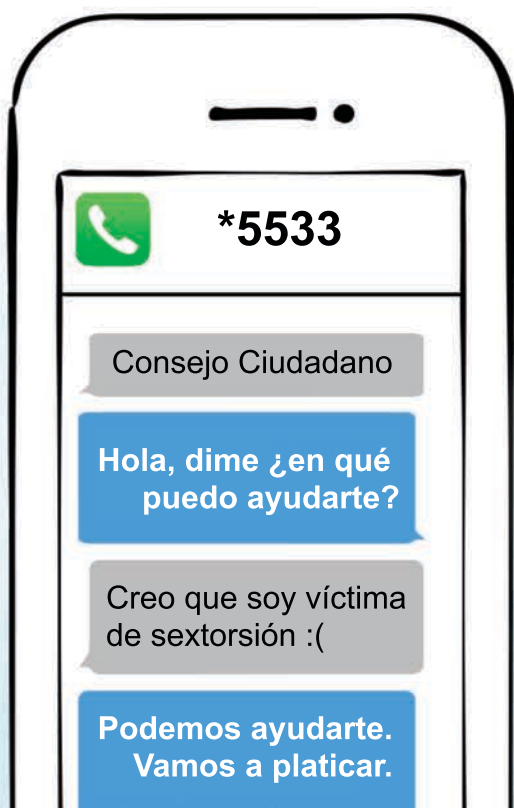 *5533
Consejo Ciudadano
Hola, dime ¿en qué
puedo ayudarte?
Creo que soy víctima
de sextorsión :(
Podemos ayudarte.
Vamos a platicar.